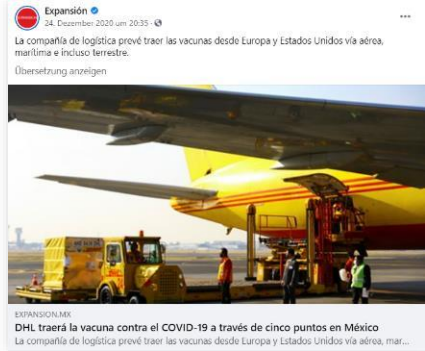 Expansión
24. Dezember 2020 um 20:35 ·
La compañía de logística prevé traer las vacunas desde Europa y Estados Unidos vía aérea,
marítima e incluso terrestre.
Übersetzung anzeigen
EXPANSION.MX
DHL traerá la vacuna contra el COVID-19 a través de cinco puntos en México
La compañía de logística prevé traer las vacunas desde Europa y Estados Unidos vía aérea, mar...